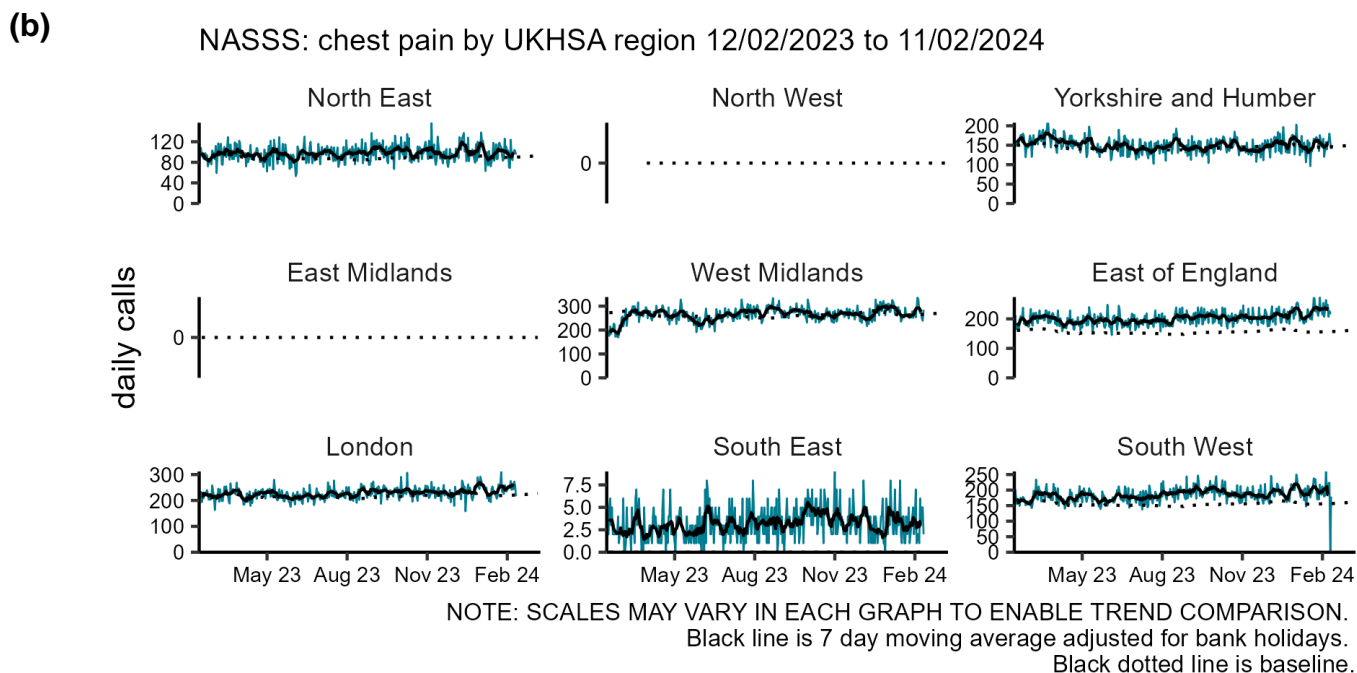 (b)
NASSS: chest pain by UKHSA region 12/02/2023 to 11/02/2024
North East
North West
Yorkshire and Humber
120
80
40
0
0
200
150
100
50
0
daily calls
East Midlands
West Midlands
East of England
0
300
200
100
0
200
100
0
London
South East
South West
300
200
100
0
7.5
5.0
2.5
0.0
250
200
150
100
50
0
May 23 Aug 23 Nov 23 Feb 24
May 23 Aug 23 Nov 23 Feb 24
May 23 Aug 23 Nov 23 Feb 24
NOTE: SCALES MAY VARY IN EACH GRAPH TO ENABLE TREND COMPARISON.
Black line is 7 day moving average adjusted for bank holidays.
Black dotted line is baseline.